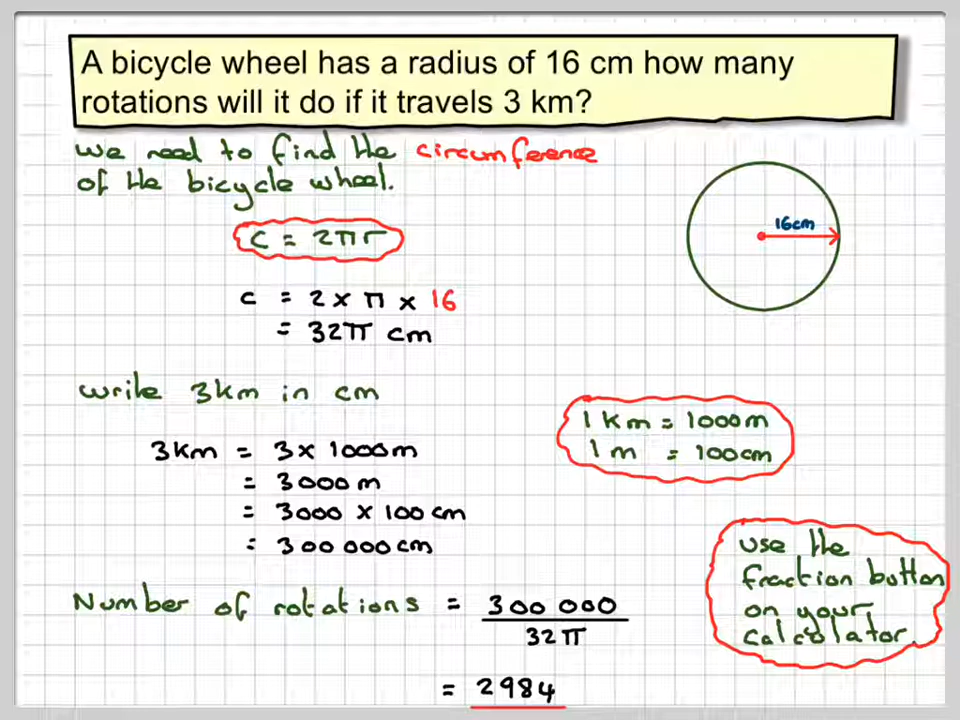 A bicycle wheel has a radius of 16 cm how many
rotations will it do if it travels 3 km?
we need to find the circumference
of the bicycle wheel.
C = 2πr
16cm
C = 2 × π × 16
= 32π cm
write 3km in cm
1 km = 1000m
1 m = 100cm
3km = 3 × 1000m
= 3000 m
= 3000 × 100 cm
= 300 000 cm
use the
fraction button
on your
calculator.
Number of rotations = 300 000
32π
= 2984